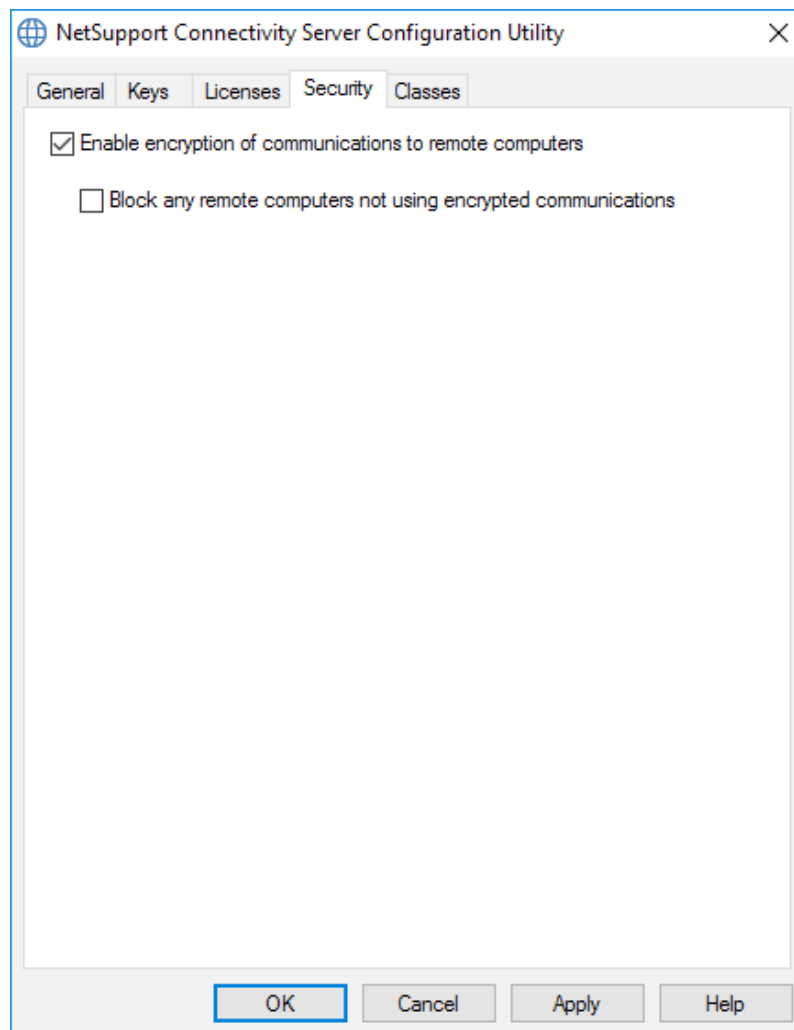 NetSupport Connectivity Server Configuration Utility
General Keys Licenses Security Classes
Enable encryption of communications to remote computers
Block any remote computers not using encrypted communications
OK Cancel Apply Help